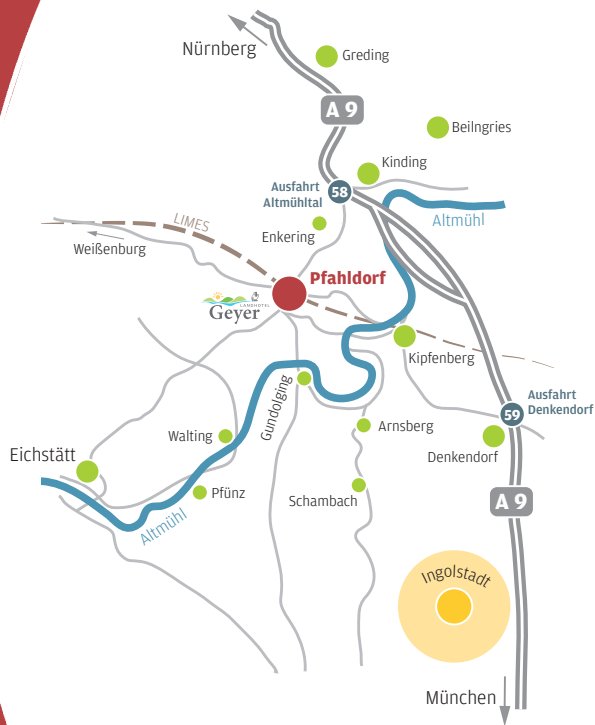 Nürnberg
Greding
A 9
Beilngries
Kinding
Ausfahrt
Altmühltal
58
Altmühl
Enkering
LIMES
Weißenburg
Pfahldorf
LANDHOTEL
Geyer
Kipfenberg
Gundolging
Ausfahrt
Denkendorf
59
Arnsberg
Walting
Denkendorf
Eichstätt
Pfünz
Schambach
A 9
Altmühl
Ingolstadt
München